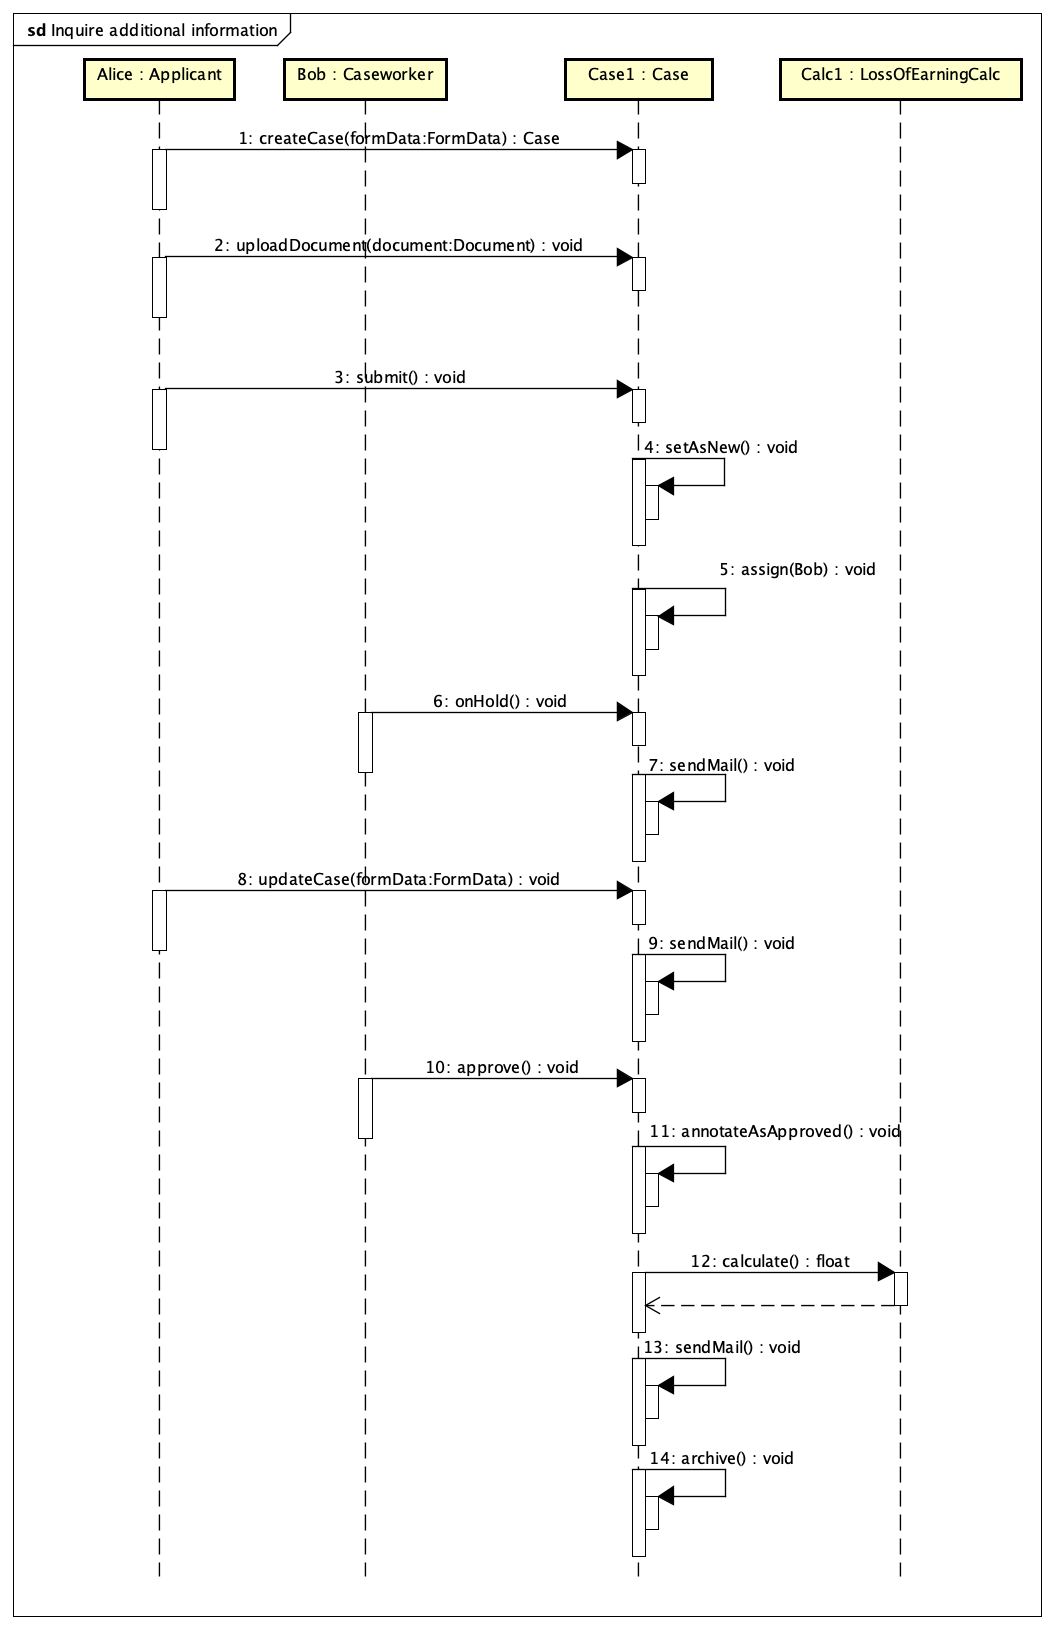 sd Inquire additional information
Alice : Applicant
Bob : Caseworker
Case1 : Case
Calc1 : LossOfEarningCalc
1: createCase(formData:FormData) : Case
2: uploadDocument(document:Document) : void
3: submit() : void
4: setAsNew() : void
5: assign(Bob) : void
6: onHold() : void
7: sendMail() : void
8: updateCase(formData:FormData) : void
9: sendMail() : void
10: approve() : void
11: annotateAsApproved() : void
12: calculate() : float
13: sendMail() : void
14: archive() : void